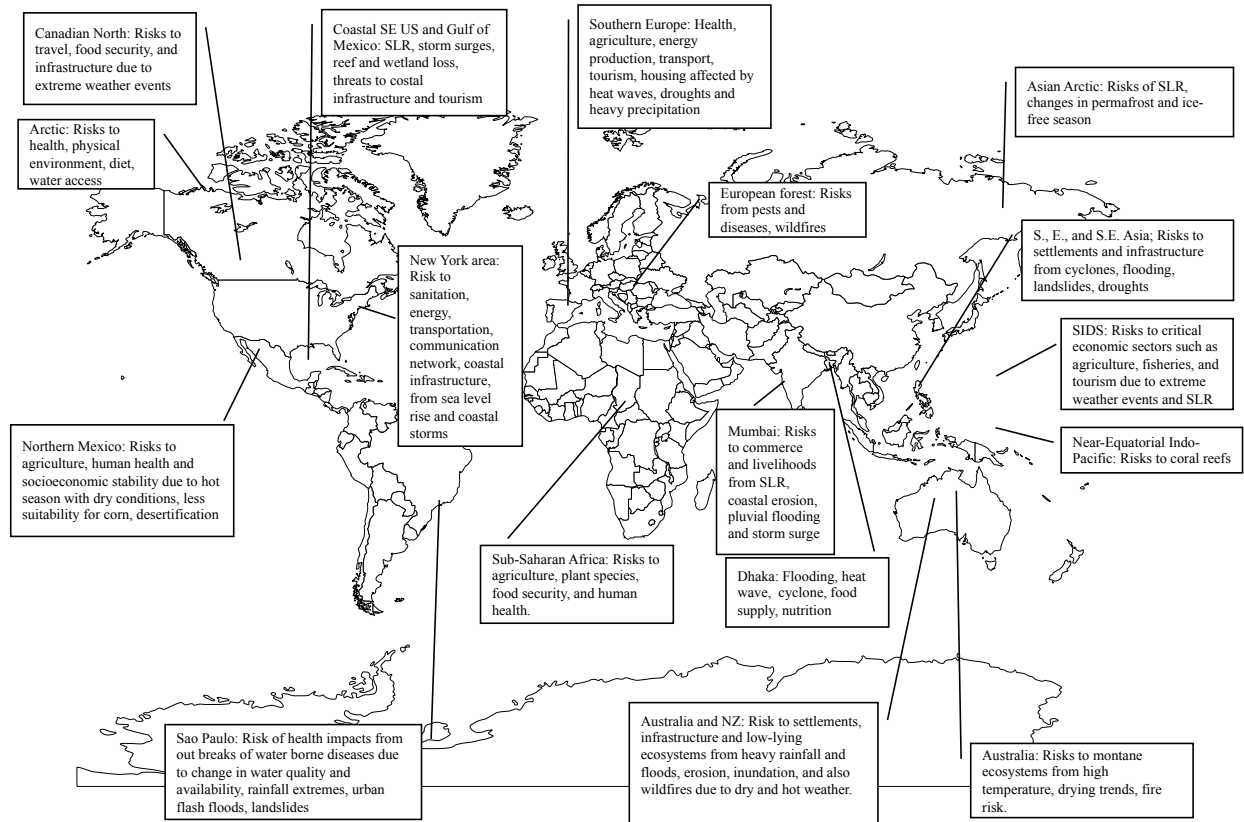 Canadian North: Risks to
travel, food security, and
infrastructure due to
extreme weather events
Coastal SE US and Gulf of
Mexico: SLR, storm surges,
reef and wetland loss,
threats to costal
infrastructure and tourism
Southern Europe: Health,
agriculture, energy
production, transport,
tourism, housing affected by
heat waves, droughts and
heavy precipitation
Asian Arctic: Risks of SLR,
changes in permafrost and ice-
free season
Arctic: Risks to
health, physical
environment, diet,
water access
European forest: Risks
from pests and
diseases, wildfires
S., E., and S.E. Asia; Risks to
settlements and infrastructure
from cyclones, flooding,
landslides, droughts
New York area:
Risk to
sanitation,
energy,
transportation,
communication
network, coastal
infrastructure,
from sea level
rise and coastal
storms
SIDS: Risks to critical
economic sectors such as
agriculture, fisheries, and
tourism due to extreme
weather events and SLR
Northern Mexico: Risks to
agriculture, human health and
socioeconomic stability due to hot
season with dry conditions, less
suitability for corn, desertification
Mumbai: Risks
to commerce
and livelihoods
from SLR,
coastal erosion,
pluvial flooding
and storm surge
Near-Equatorial Indo-
Pacific: Risks to coral reefs
Sub-Saharan Africa: Risks to
agriculture, plant species,
food security, and human
health.
Dhaka: Flooding, heat
wave, cyclone, food
supply, nutrition
Sao Paulo: Risk of health impacts from
out breaks of water borne diseases due
to change in water quality and
availability, rainfall extremes, urban
flash floods, landslides
Australia and NZ: Risk to settlements,
infrastructure and low-lying
ecosystems from heavy rainfall and
floods, erosion, inundation, and also
wildfires due to dry and hot weather.
Australia: Risks to montane
ecosystems from high
temperature, drying trends, fire
risk.